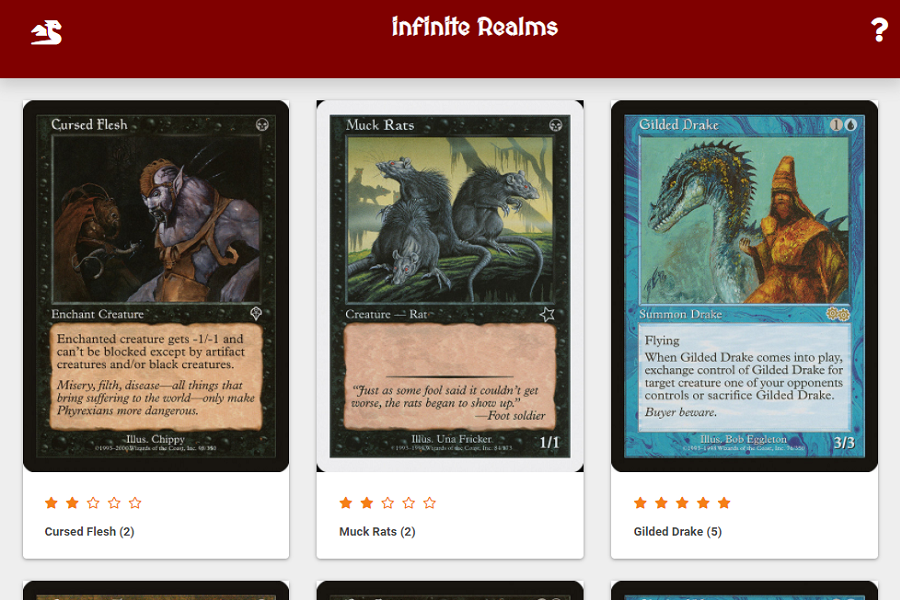 Infinite Realms
?
Cursed Flesh
Enchant Creature
Enchanted creature gets -1/-1 and
can't be blocked except by artifact
creatures and/or black creatures.
Misery, filth, disease—all things that
bring suffering to the world—only make
Phyrexians more dangerous.
Illus. Chippy
Cursed Flesh (2)
Muck Rats
Creature — Rat
"Just as some fool said it couldn't get
worse, the rats began to show up."
—Foot soldier
Illus. Una Fricker
1/1
Muck Rats (2)
Gilded Drake
1
Summon Drake
Flying
When Gilded Drake comes into play,
exchange control of Gilded Drake for
target creature one of your opponents
controls or sacrifice Gilded Drake.
Buyer beware.
Illus. Bob Eggleton
3/3
Gilded Drake (5)